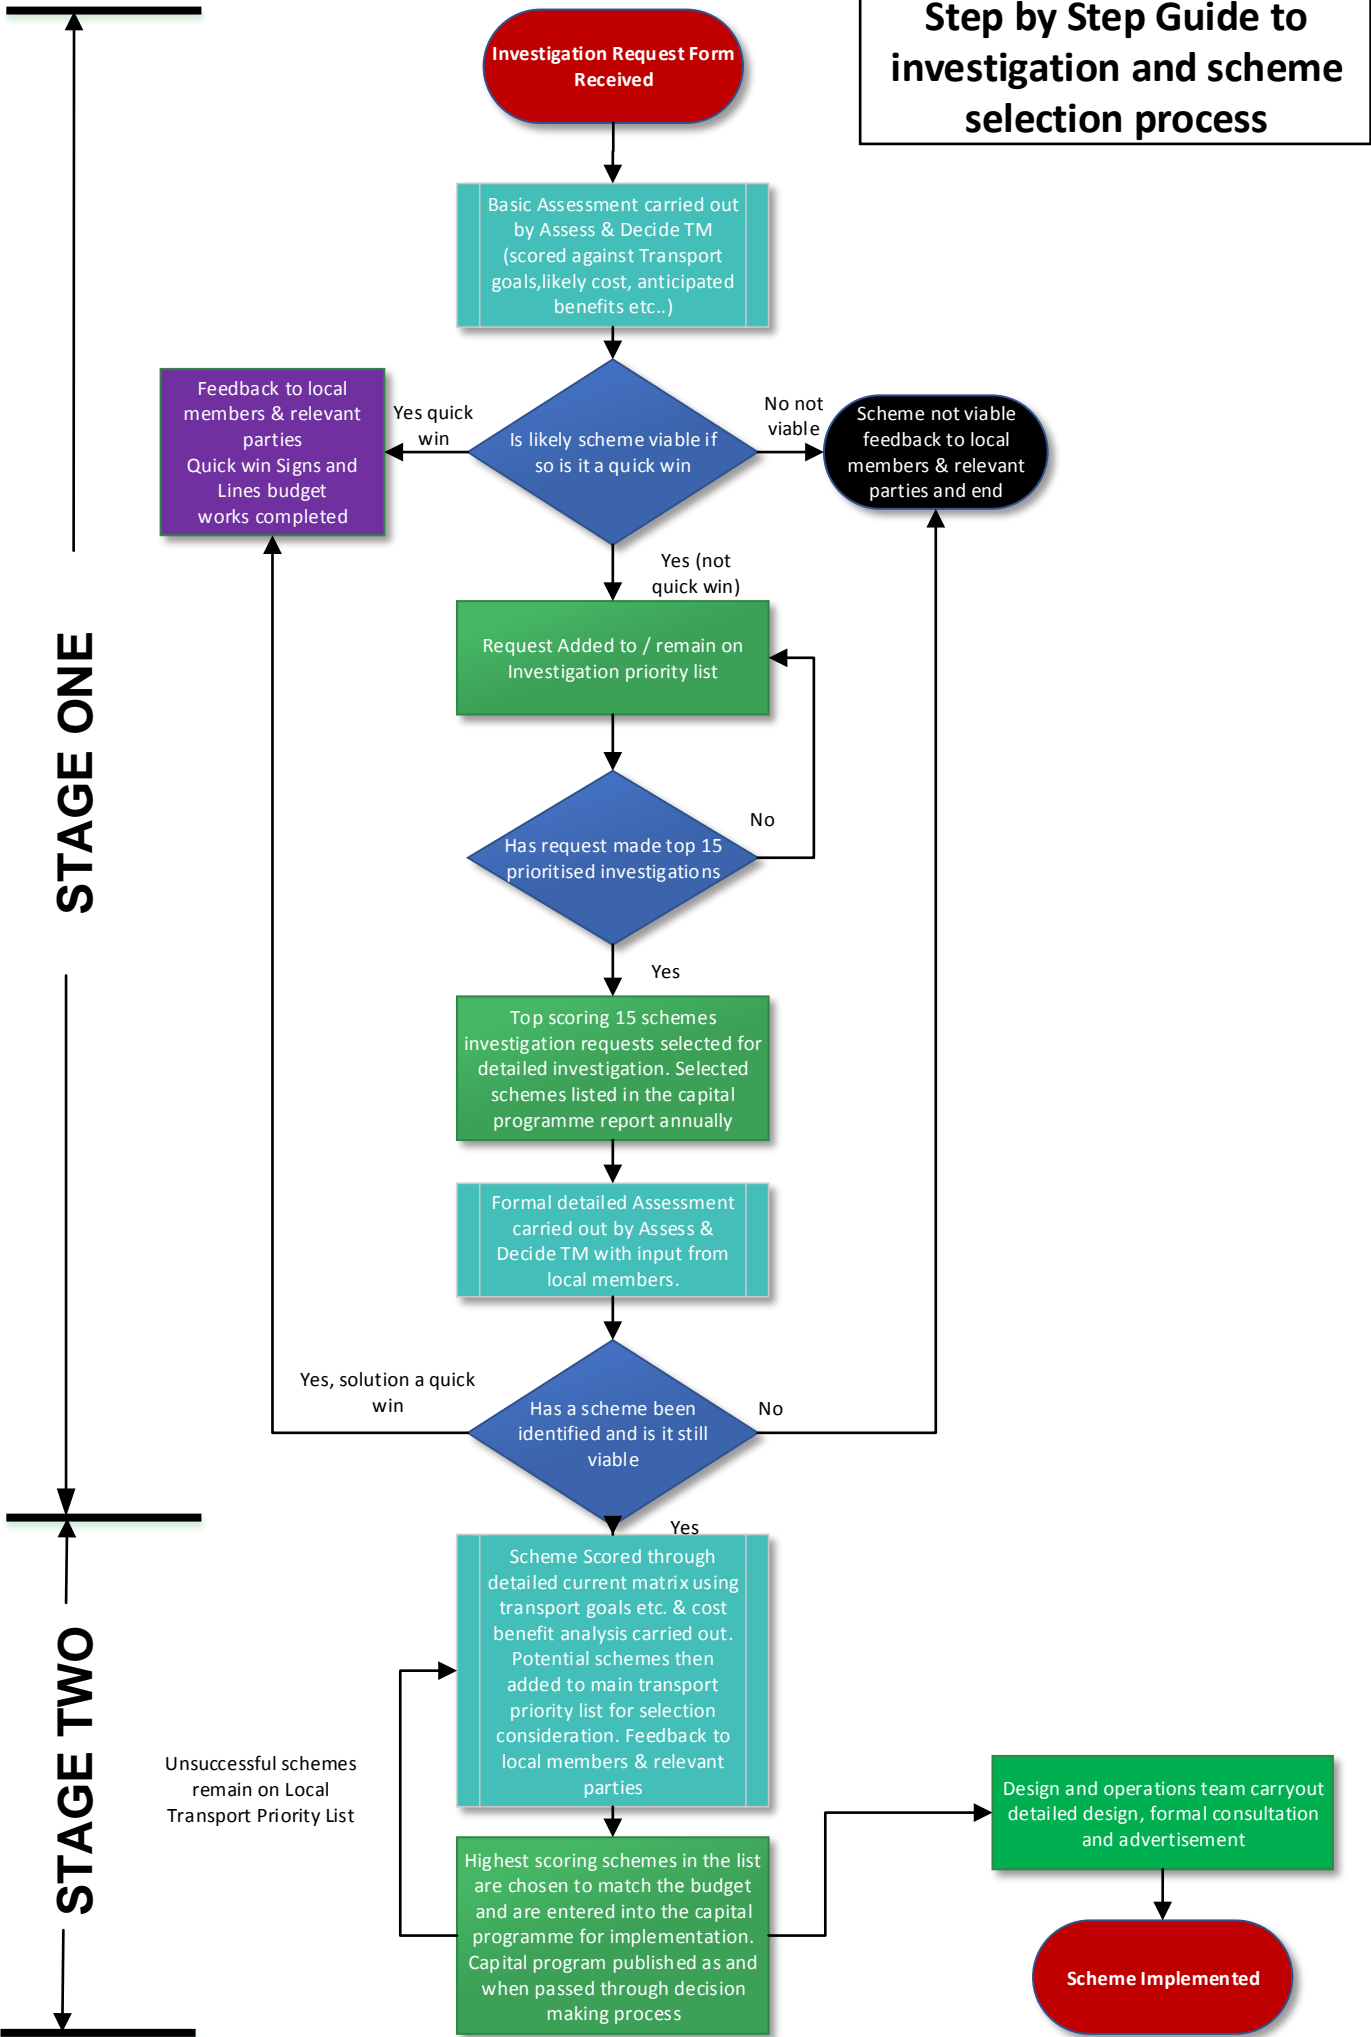 Step by Step Guide to
investigation and scheme
selection process
Investigation Request Form
Received
Basic Assessment carried out
by Assess & Decide TM
(scored against Transport
goals,likely cost, anticipated
benefits etc..)
Is likely scheme viable if
so is it a quick win
Yes quick
win
Feedback to local
members & relevant
parties
Quick win Signs and
Lines budget
works completed
No not
viable
Scheme not viable
feedback to local
members & relevant
parties and end
Yes (not
quick win)
Request Added to / remain on
Investigation priority list
Has request made top 15
prioritised investigations
No
Yes
Top scoring 15 schemes
investigation requests selected for
detailed investigation. Selected
schemes listed in the capital
programme report annually
Formal detailed Assessment
carried out by Assess &
Decide TM with input from
local members.
Has a scheme been
identified and is it still
viable
Yes, solution a quick
win
No
Yes
STAGE ONE
Scheme Scored through
detailed current matrix using
transport goals etc. & cost
benefit analysis carried out.
Potential schemes then
added to main transport
priority list for selection
consideration. Feedback to
local members & relevant
parties
Unsuccessful schemes
remain on Local
Transport Priority List
Highest scoring schemes in the list
are chosen to match the budget
and are entered into the capital
programme for implementation.
Capital program published as and
when passed through decision
making process
Design and operations team carryout
detailed design, formal consultation
and advertisement
Scheme Implemented
STAGE TWO